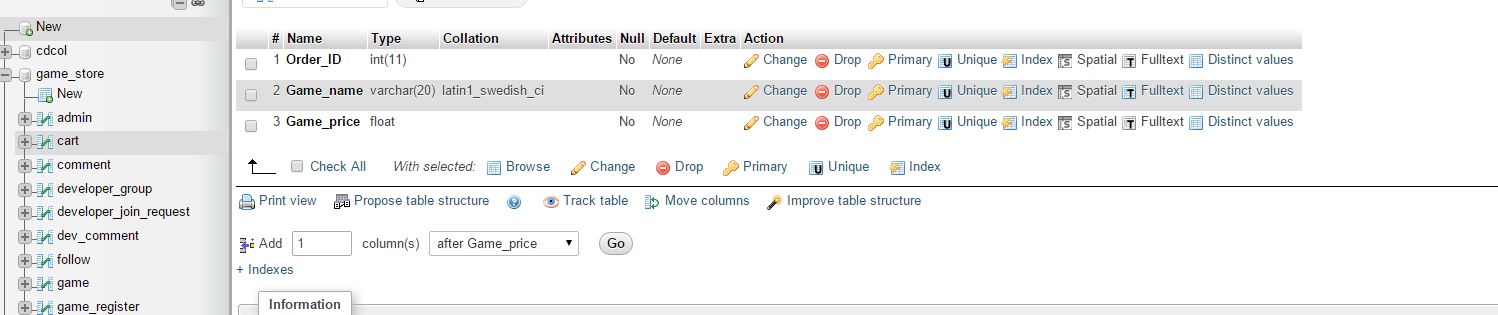 New
cdcol
game_store
New
admin
cart
comment
developer_group
developer_join_request
dev_comment
follow
game
game_register
# Name Type Collation Attributes Null Default Extra Action
1 Order_ID int(11) No None Change Drop Primary Unique Index Spatial Fulltext Distinct values
2 Game_name varchar(20) latin1_swedish_ci No None Change Drop Primary Unique Index Spatial Fulltext Distinct values
3 Game_price float No None Change Drop Primary Unique Index Spatial Fulltext Distinct values
Check All With selected: Browse Change Drop Primary Unique Index
Print view Propose table structure Track table Move columns Improve table structure
Add 1 column(s) after Game_price Go
+ Indexes
Information